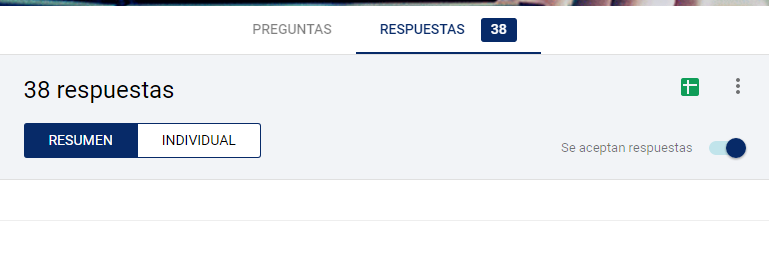 PREGUNTAS RESPUESTAS 38
38 respuestas
RESUMEN INDIVIDUAL
Se aceptan respuestas